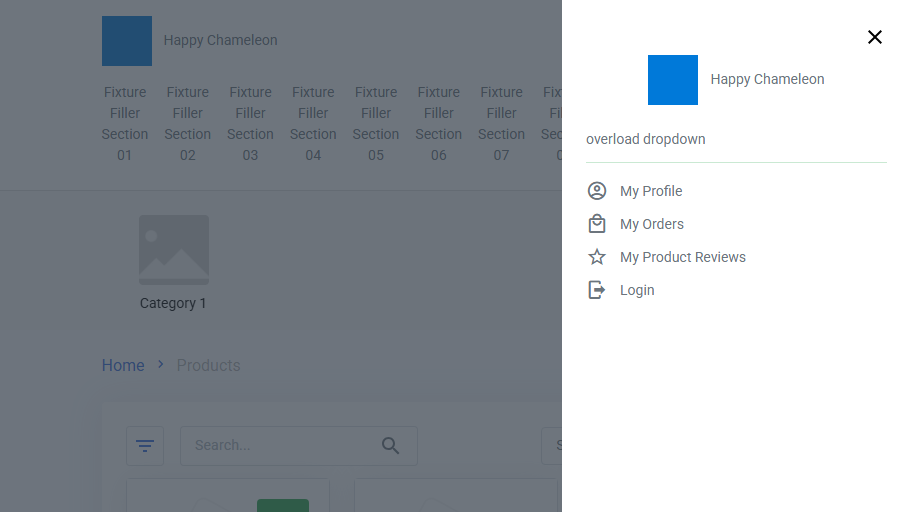 Happy Chameleon
Fixture Filler Section 01
Fixture Filler Section 02
Fixture Filler Section 03
Fixture Filler Section 04
Fixture Filler Section 05
Fixture Filler Section 06
Fixture Filler Section 07
Category 1
Home
Products
Search...
Happy Chameleon
overload dropdown
My Profile
My Orders
My Product Reviews
Login